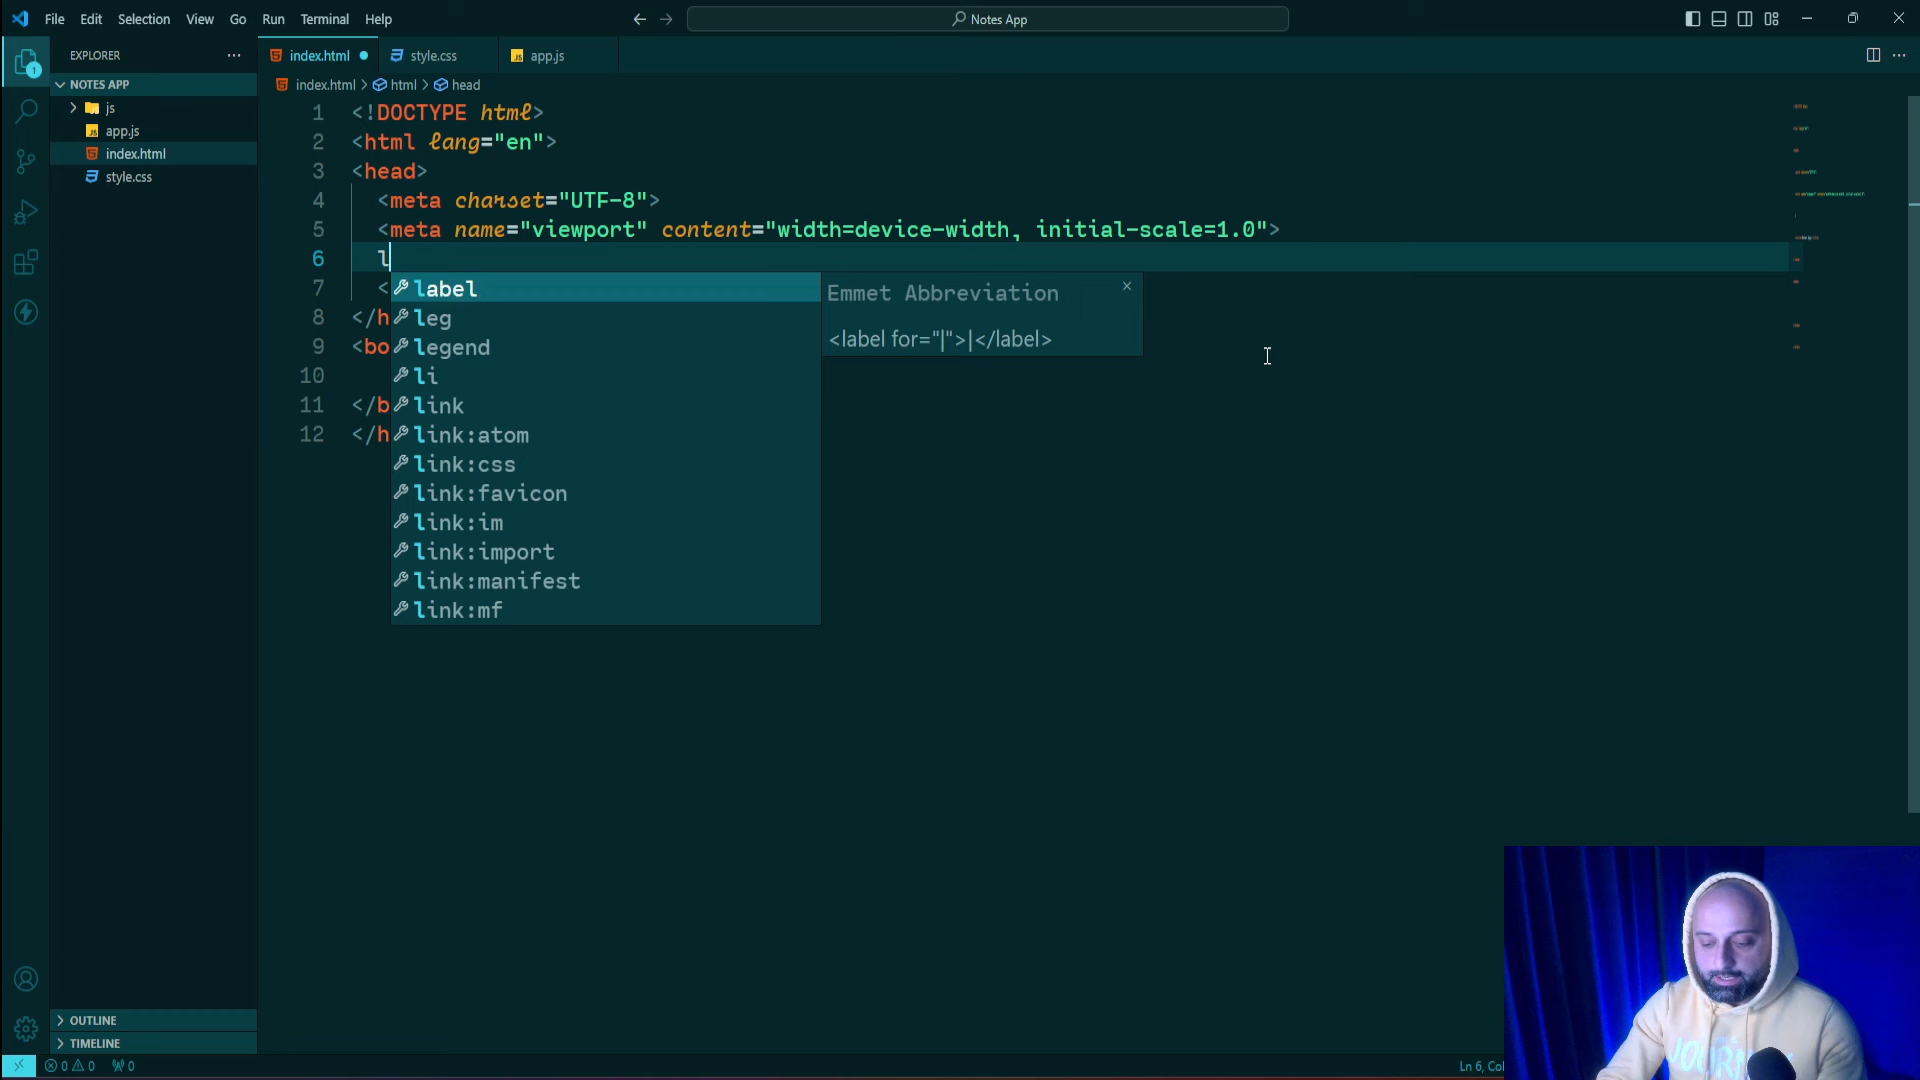 File Edit Selection View Go Run Terminal Help
Notes App
EXPLORER
1
NOTES APP
js
app.js
index.html
style.css
OUTLINE
TIMELINE
index.html
style.css
app.js
index.html > html > head
1 <!DOCTYPE html>
2 <html lang="en">
3 <head>
4 <meta charset="UTF-8">
5 <meta name="viewport" content="width=device-width, initial-scale=1.0">
6 l
7 <
8 </h
9 <bo
10
11 </b
12 </h
label
leg
legend
li
link
link:atom
link:css
link:favicon
link:im
link:import
link:manifest
link:mf
Emmet Abbreviation
<label for="|">|</label>
0 0 0
Ln 6, Col